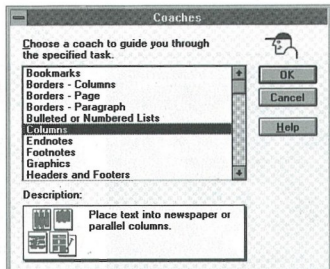 Coaches
Choose a coach to guide you through
the specified task.
Bookmarks
Borders - Columns
Borders - Page
Borders - Paragraph
Bulleted or Numbered Lists
Columns
Endnotes
Footnotes
Graphics
Headers and Footers
OK
Cancel
Help
Description:
Place text into newspaper or
parallel columns.